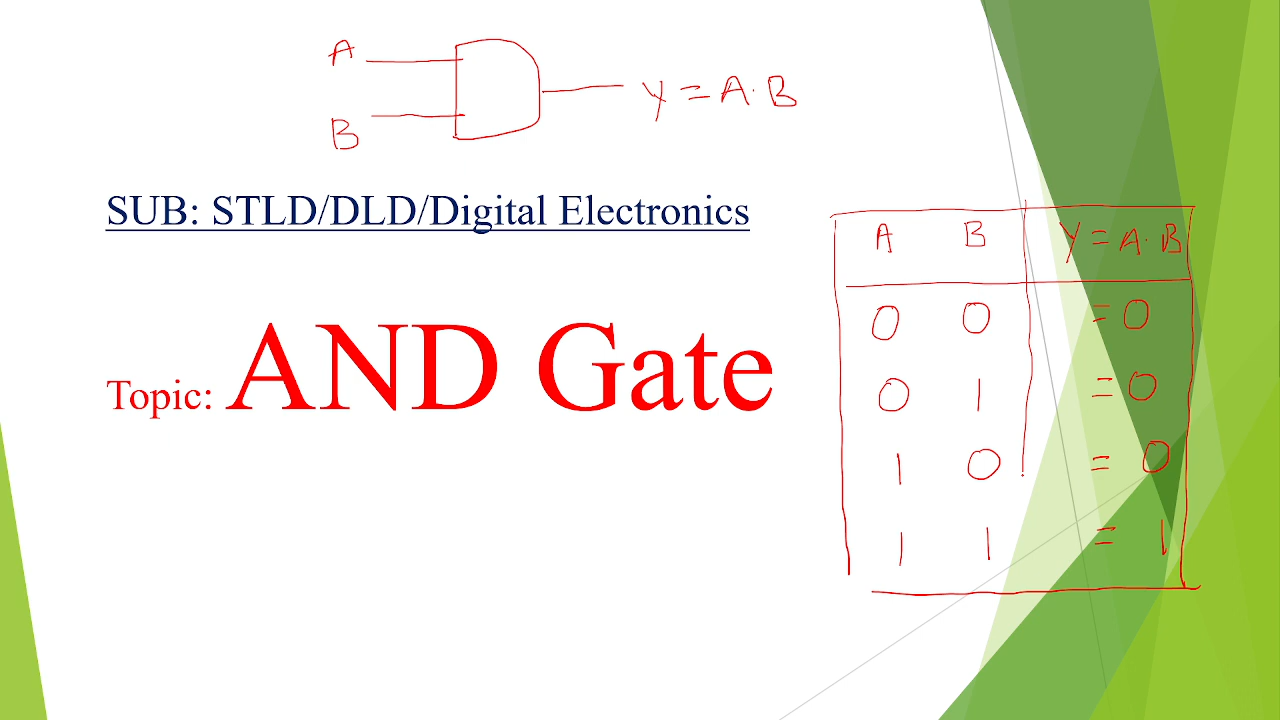 A
B
Y = A · B
SUB: STLD/DLD/Digital Electronics
Topic: AND Gate
A B Y = A · B
0 0 = 0
0 1 = 0
1 0 = 0
1 1 = 1